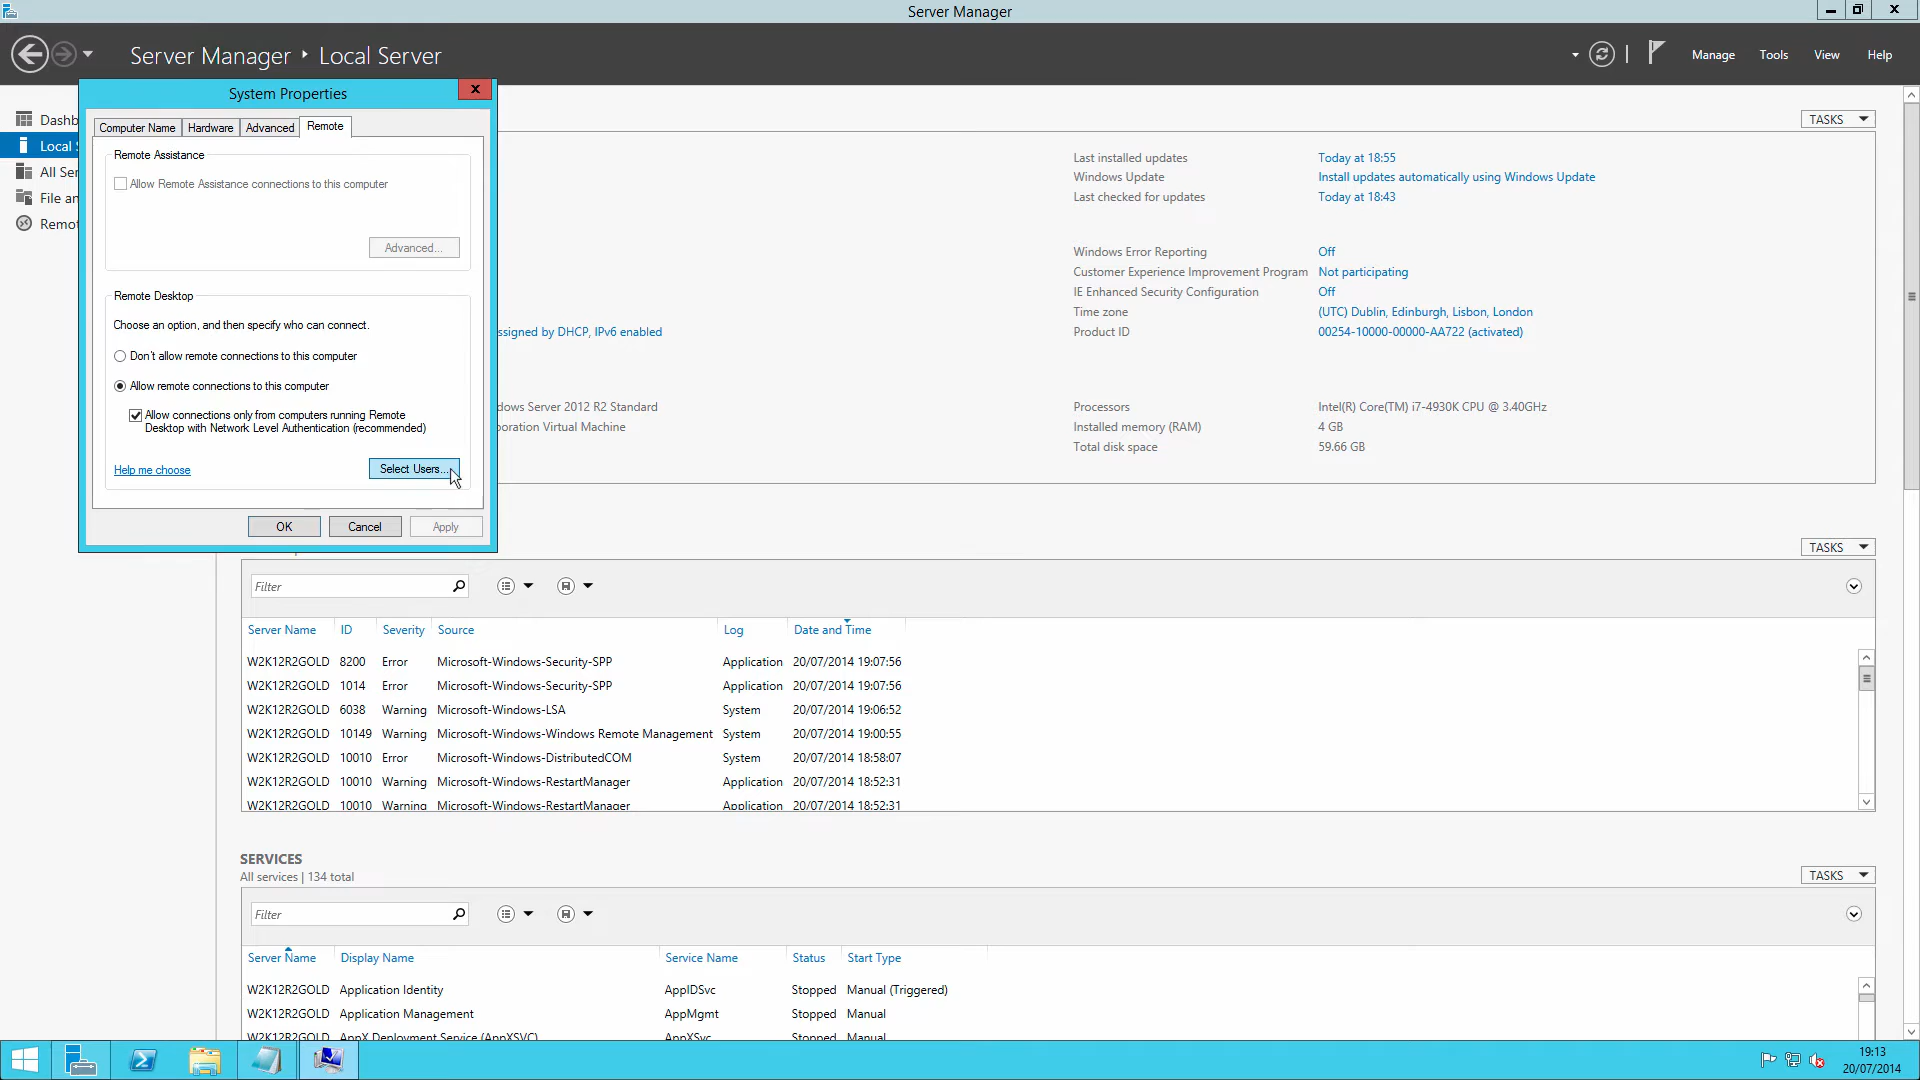 Server Manager
Server Manager ‣ Local Server
Manage
Tools
View
Help
System Properties
Computer Name
Hardware
Advanced
Remote
Remote Assistance
Allow Remote Assistance connections to this computer
Advanced...
Remote Desktop
Choose an option, and then specify who can connect.
Don't allow remote connections to this computer
Allow remote connections to this computer
Allow connections only from computers running Remote
Desktop with Network Level Authentication (recommended)
Help me choose
Select Users...
OK
Cancel
Apply
Dashb
Local S
All Ser
File an
Remot
TASKS
Last installed updates Today at 18:55
Windows Update Install updates automatically using Windows Update
Last checked for updates Today at 18:43
Windows Error Reporting Off
Customer Experience Improvement Program Not participating
IE Enhanced Security Configuration Off
Time zone (UTC) Dublin, Edinburgh, Lisbon, London
ssigned by DHCP, IPv6 enabled Product ID 00254-10000-00000-AA722 (activated)
dows Server 2012 R2 Standard Processors Intel(R) Core(TM) i7-4930K CPU @ 3.40GHz
oration Virtual Machine Installed memory (RAM) 4 GB
Total disk space 59.66 GB
TASKS
Filter
Server Name ID Severity Source Log Date and Time
W2K12R2GOLD 8200 Error Microsoft-Windows-Security-SPP Application 20/07/2014 19:07:56
W2K12R2GOLD 1014 Error Microsoft-Windows-Security-SPP Application 20/07/2014 19:07:56
W2K12R2GOLD 6038 Warning Microsoft-Windows-LSA System 20/07/2014 19:06:52
W2K12R2GOLD 10149 Warning Microsoft-Windows-Windows Remote Management System 20/07/2014 19:00:55
W2K12R2GOLD 10010 Error Microsoft-Windows-DistributedCOM System 20/07/2014 18:58:07
W2K12R2GOLD 10010 Warning Microsoft-Windows-RestartManager Application 20/07/2014 18:52:31
W2K12R2GOLD 10010 Warning Microsoft-Windows-RestartManager Application 20/07/2014 18:52:31
SERVICES
All services | 134 total
TASKS
Filter
Server Name Display Name Service Name Status Start Type
W2K12R2GOLD Application Identity AppIDSvc Stopped Manual (Triggered)
W2K12R2GOLD Application Management AppMgmt Stopped Manual
W2K12R2GOLD AppX Deployment Service (AppXSVC) AppXSvc Stopped Manual
19:13
20/07/2014